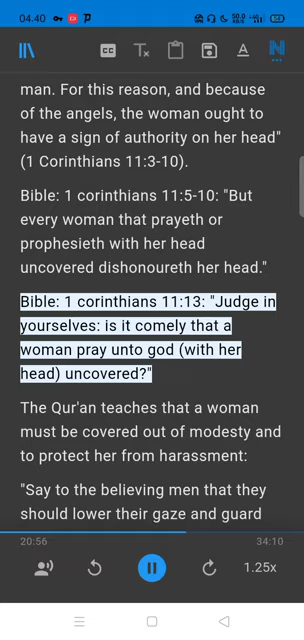 04.40
50.0 KB/s
CC
A
N
man. For this reason, and because
of the angels, the woman ought to
have a sign of authority on her head"
(1 Corinthians 11:3-10).
Bible: 1 corinthians 11:5-10: "But
every woman that prayeth or
prophesieth with her head
uncovered dishonoureth her head."
Bible: 1 corinthians 11:13: "Judge in
yourselves: is it comely that a
woman pray unto god (with her
head) uncovered?"
The Qur'an teaches that a woman
must be covered out of modesty and
to protect her from harassment:
"Say to the believing men that they
should lower their gaze and guard
20:56
34:10
1.25x